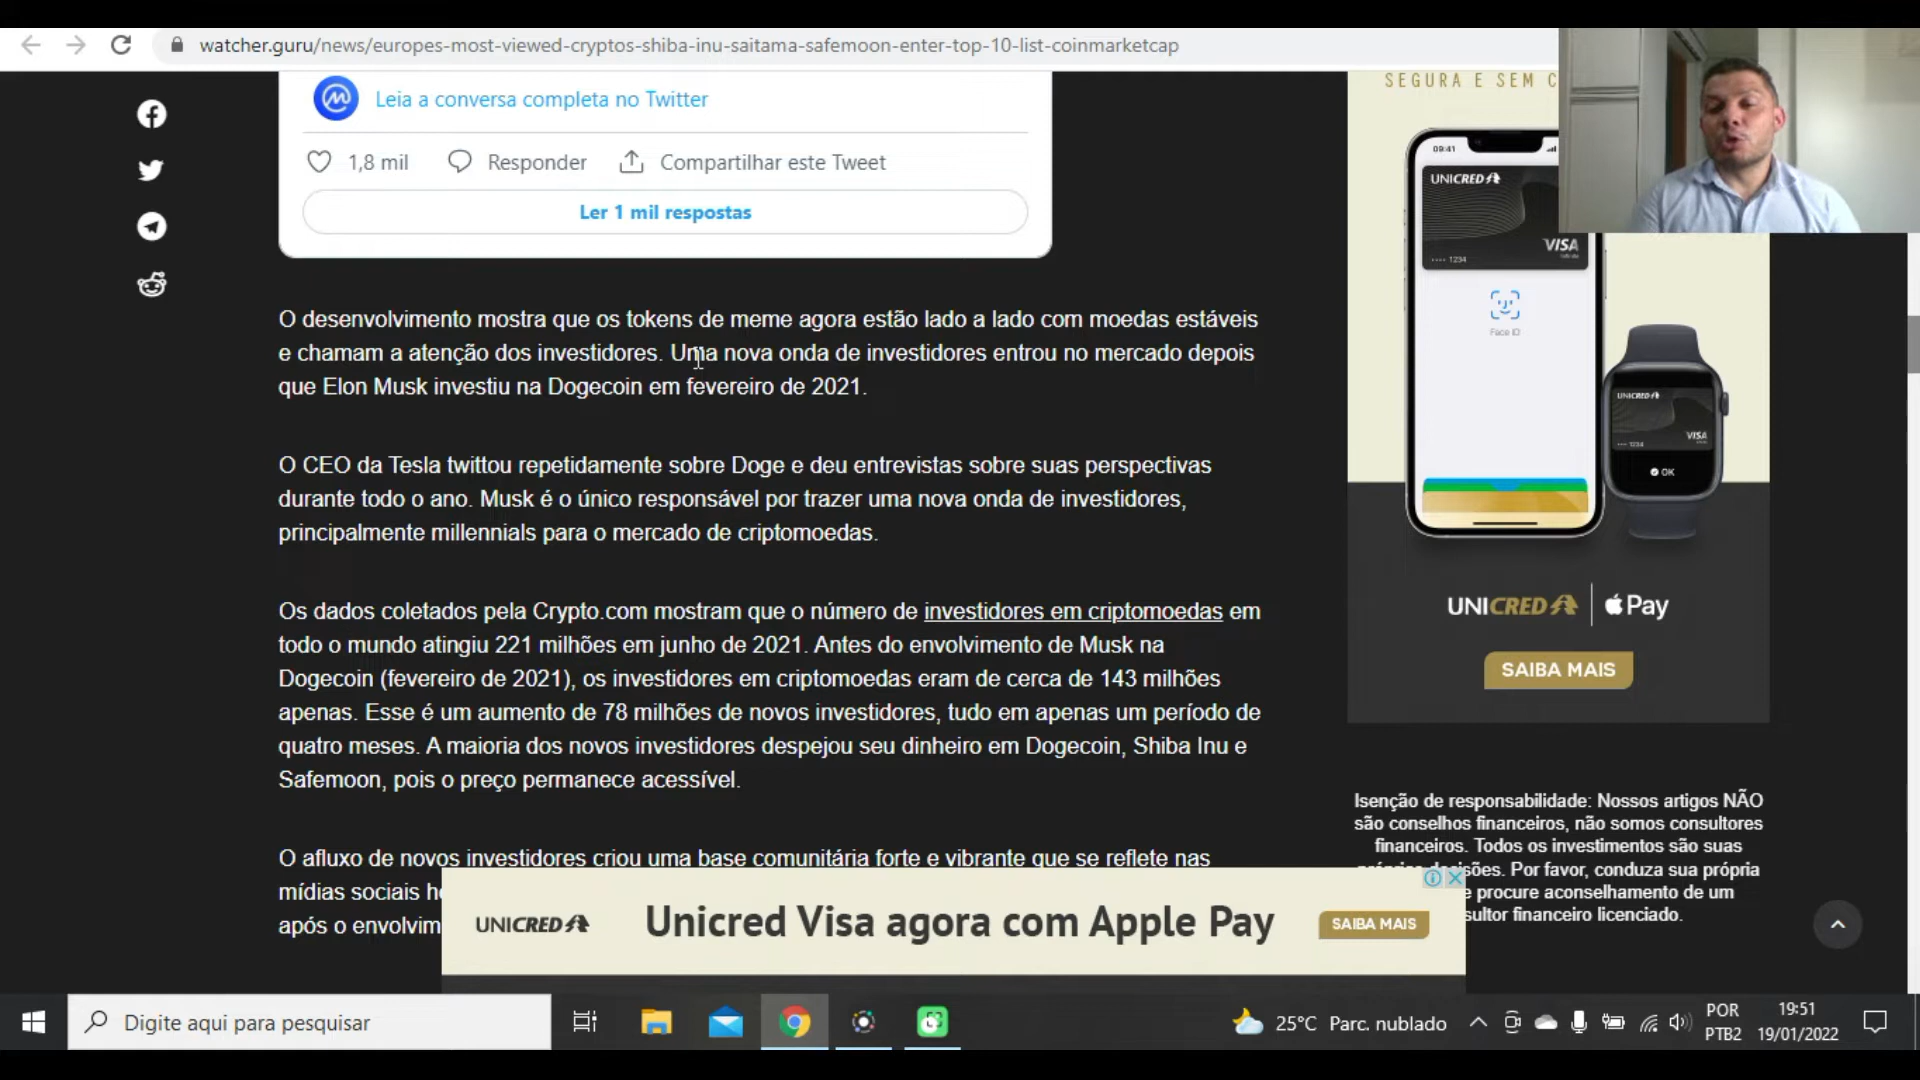 watcher.guru/news/europes-most-viewed-cryptos-shiba-inu-saitama-safemoon-enter-top-10-list-coinmarketcap
Leia a conversa completa no Twitter
1,8 mil Responder Compartilhar este Tweet
Ler 1 mil respostas
O desenvolvimento mostra que os tokens de meme agora estão lado a lado com moedas estáveis
e chamam a atenção dos investidores. Uma nova onda de investidores entrou no mercado depois
que Elon Musk investiu na Dogecoin em fevereiro de 2021.
O CEO da Tesla twittou repetidamente sobre Doge e deu entrevistas sobre suas perspectivas
durante todo o ano. Musk é o único responsável por trazer uma nova onda de investidores,
principalmente millennials para o mercado de criptomoedas.
Os dados coletados pela Crypto.com mostram que o número de investidores em criptomoedas em
todo o mundo atingiu 221 milhões em junho de 2021. Antes do envolvimento de Musk na
Dogecoin (fevereiro de 2021), os investidores em criptomoedas eram de cerca de 143 milhões
apenas. Esse é um aumento de 78 milhões de novos investidores, tudo em apenas um período de
quatro meses. A maioria dos novos investidores despejou seu dinheiro em Dogecoin, Shiba Inu e
Safemoon, pois o preço permanece acessível.
O afluxo de novos investidores criou uma base comunitária forte e vibrante que se reflete nas
mídias sociais
após o
SEGURA E SEM
09:41
UNICRED
VISA
1234
Face ID
UNICRED
VISA
1234
OK
UNICRED Pay
SAIBA MAIS
Isenção de responsabilidade: Nossos artigos NÃO
são conselhos financeiros, não somos consultores
financeiros. Todos os investimentos são suas
Por favor, conduza sua própria
procure aconselhamento de um
financeiro licenciado.
UNICRED Unicred Visa agora com Apple Pay SAIBA MAIS
Digite aqui para pesquisar
25°C Parc. nublado
POR
PTB2
19:51
19/01/2022